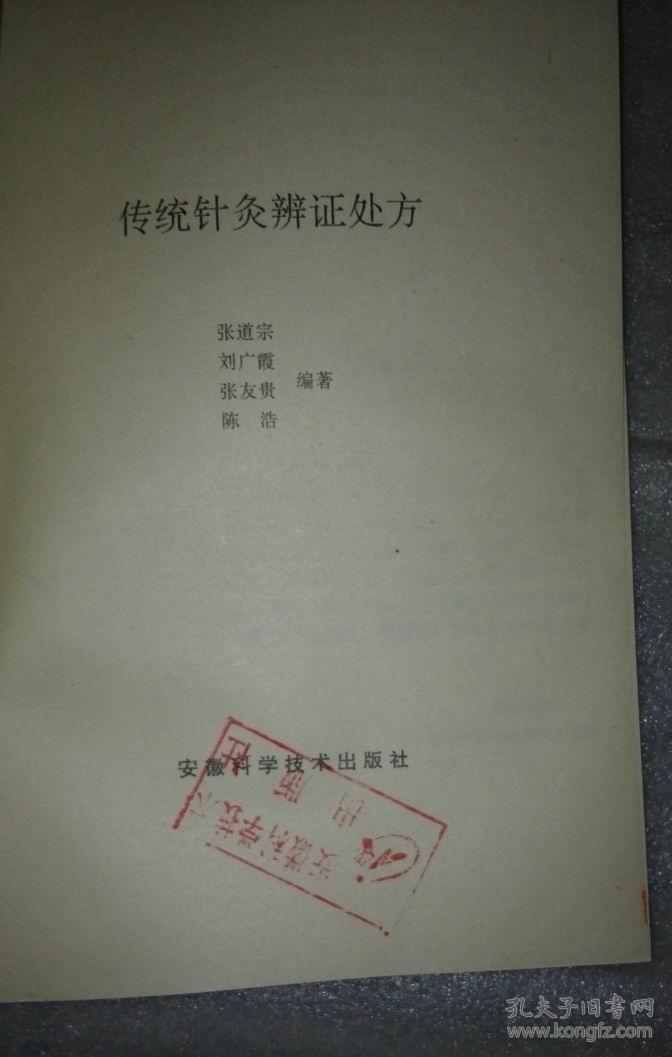 传统针灸辨证处方
张道宗
刘广霞
张友贵
陈浩
编著
安徽科学技术出版社
孔夫子旧书网
www.kongfz.com